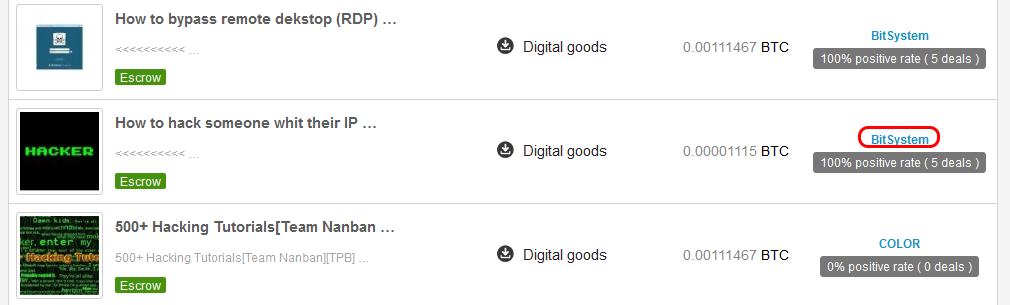 How to bypass remote dekstop (RDP) ...
<<<<<<<<<< ...
Escrow
Digital goods
0.00111467 BTC
BitSystem
100% positive rate ( 5 deals )
HACKER
How to hack someone whit their IP ...
<<<<<<<<<< ...
Escrow
Digital goods
0.00001115 BTC
BitSystem
100% positive rate ( 5 deals )
enter my
Hacking Tuto
500+ Hacking Tutorials[Team Nanban ...
500+ Hacking Tutorials[Team Nanban][TPB] ...
Escrow
Digital goods
0.00111467 BTC
COLOR
0% positive rate ( 0 deals )